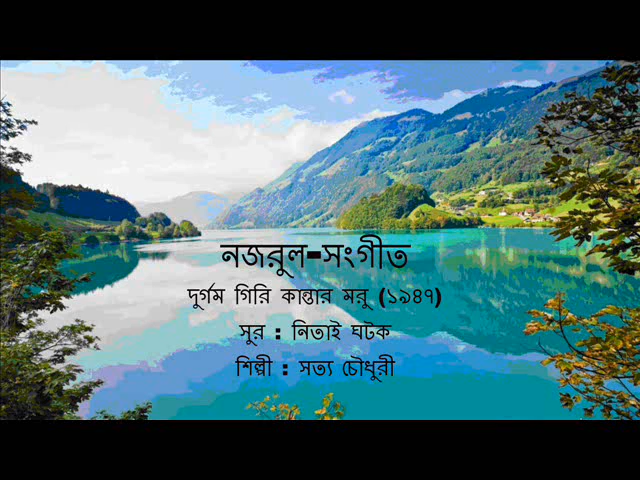 নজরুল-সংগীত
দুর্গম গিরি কান্তার মরু (১৯৪৭)
সুর : নিতাই ঘটক
শিল্পী : সত্য চৌধুরী